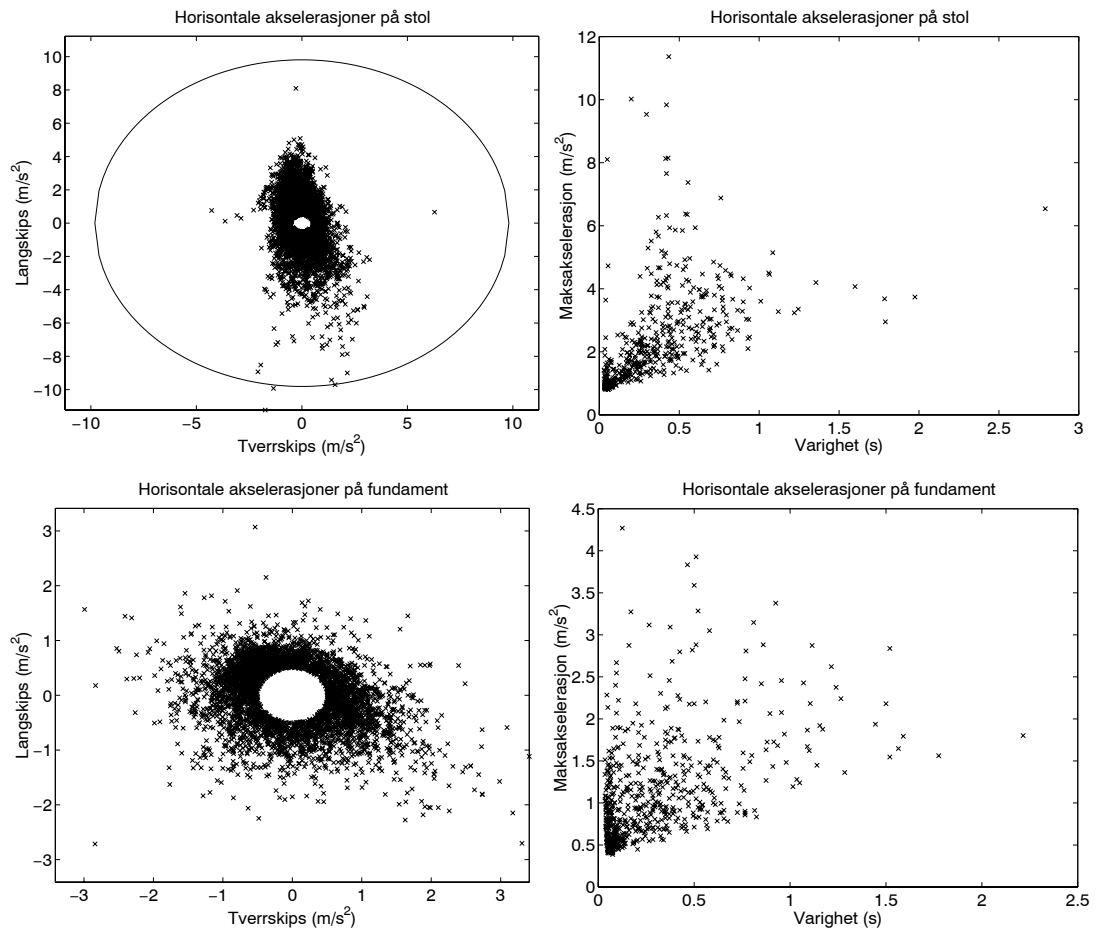 Horisontale akselerasjoner på stol
10
8
6
4
2
0
−2
−4
−6
−8
−10
Langskips (m/s²)
−10 −5 0 5 10
Tverrskips (m/s²)
Horisontale akselerasjoner på stol
12
10
8
6
4
2
0
Maksakselerasjon (m/s²)
0 0.5 1 1.5 2 2.5 3
Varighet (s)
Horisontale akselerasjoner på fundament
3
2
1
0
−1
−2
−3
Langskips (m/s²)
−3 −2 −1 0 1 2 3
Tverrskips (m/s²)
Horisontale akselerasjoner på fundament
4.5
4
3.5
3
2.5
2
1.5
1
0.5
0
Maksakselerasjon (m/s²)
0 0.5 1 1.5 2 2.5
Varighet (s)